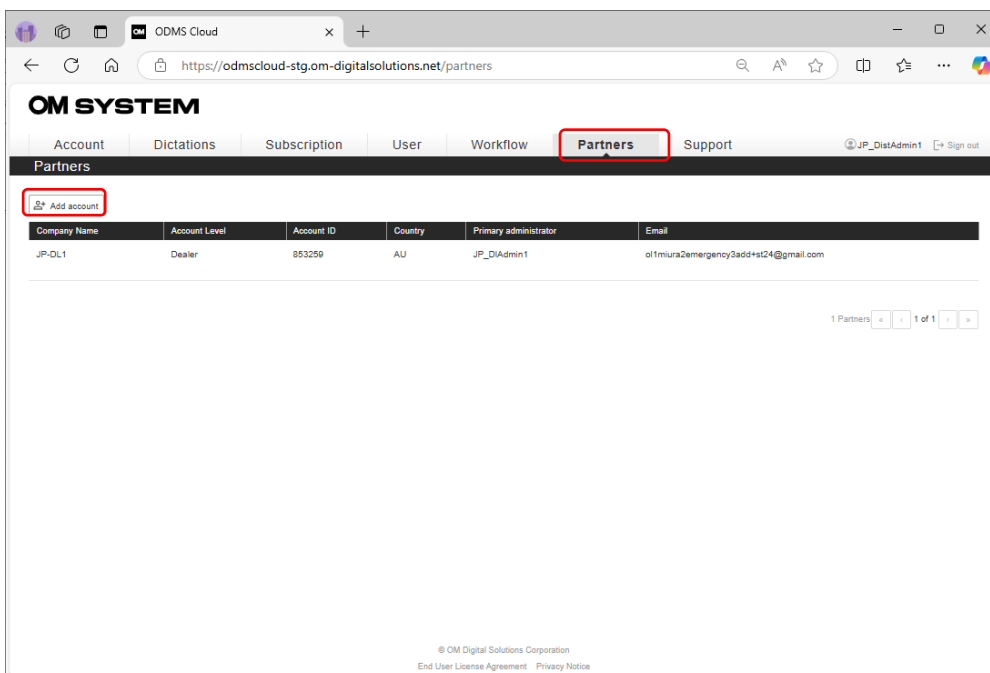 OM ODMS Cloud
https://odmscloud-stg.om-digitalsolutions.net/partners
OM SYSTEM
Account Dictations Subscription User Workflow Partners Support JP_DistAdmin1 Sign out
Partners
Add account
Company Name Account Level Account ID Country Primary administrator Email
JP-DL1 Dealer 853259 AU JP_DlAdmin1 ol1miura2emergency3add+st24@gmail.com
1 Partners « ‹ 1 of 1 › »
© OM Digital Solutions Corporation
End User License Agreement Privacy Notice